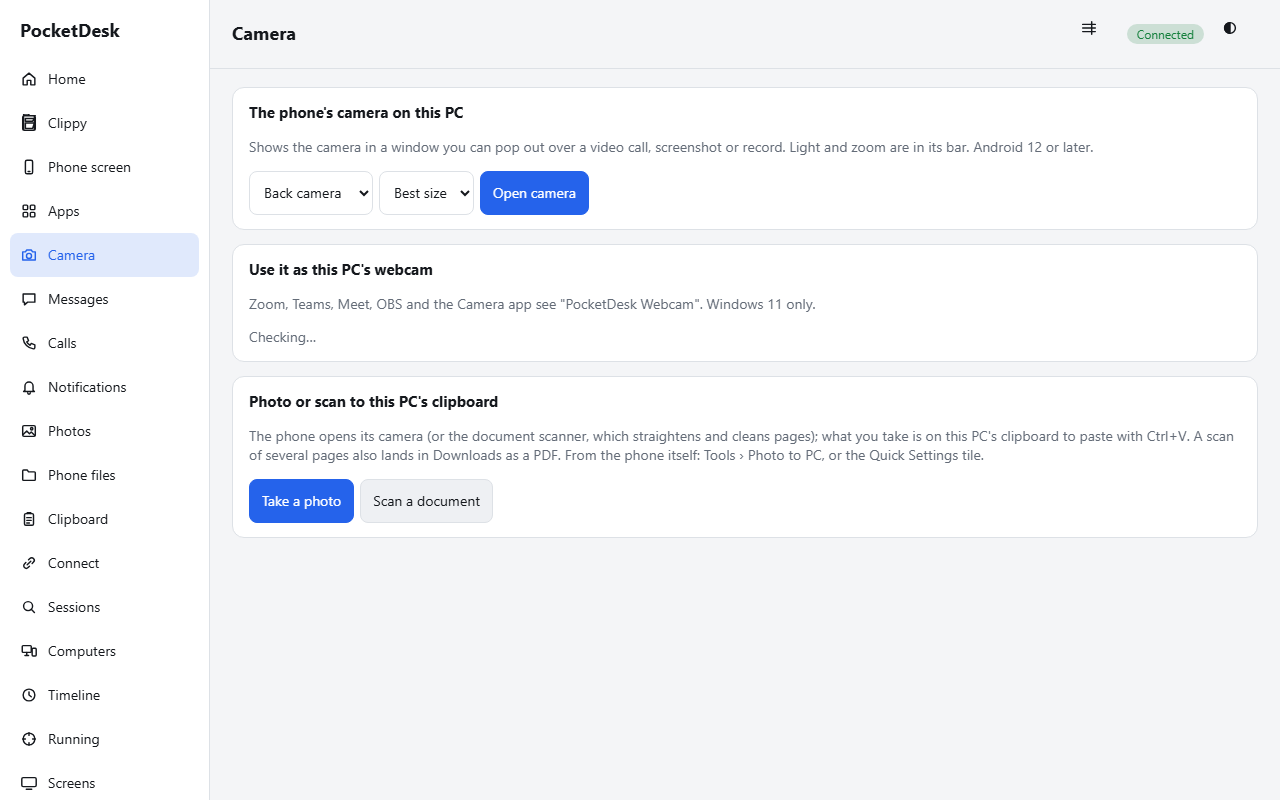 PocketDesk
Home
Clippy
Phone screen
Apps
Camera
Messages
Calls
Notifications
Photos
Phone files
Clipboard
Connect
Sessions
Computers
Timeline
Running
Screens
Camera
Connected
The phone's camera on this PC
Shows the camera in a window you can pop out over a video call, screenshot or record. Light and zoom are in its bar. Android 12 or later.
Back camera
Best size
Open camera
Use it as this PC's webcam
Zoom, Teams, Meet, OBS and the Camera app see "PocketDesk Webcam". Windows 11 only.
Checking...
Photo or scan to this PC's clipboard
The phone opens its camera (or the document scanner, which straightens and cleans pages); what you take is on this PC's clipboard to paste with Ctrl+V. A scan
of several pages also lands in Downloads as a PDF. From the phone itself: Tools › Photo to PC, or the Quick Settings tile.
Take a photo
Scan a document